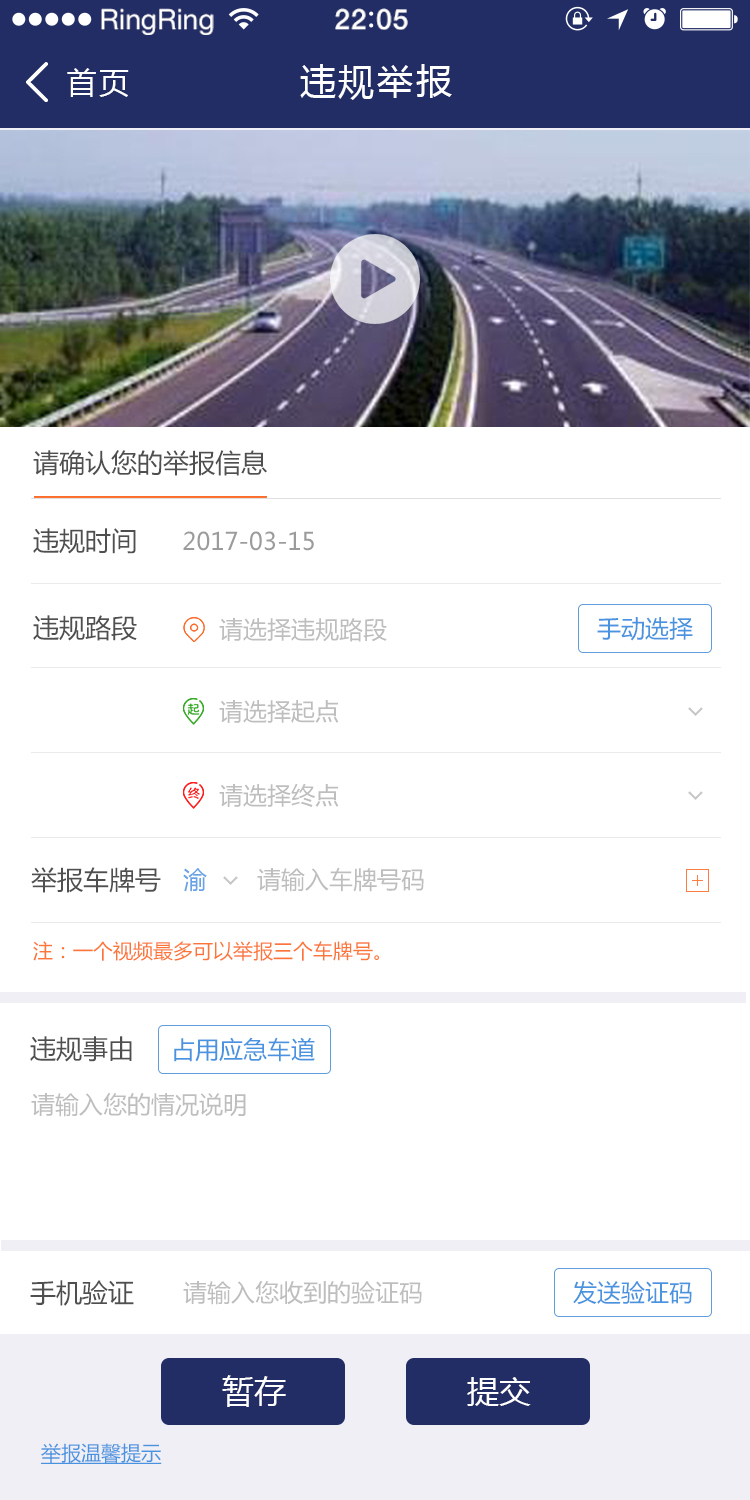 RingRing 22:05
首页 违规举报
请确认您的举报信息
违规时间 2017-03-15
违规路段 请选择违规路段 手动选择
起 请选择起点
终 请选择终点
举报车牌号 渝 请输入车牌号码
注：一个视频最多可以举报三个车牌号。
违规事由 占用应急车道
请输入您的情况说明
手机验证 请输入您收到的验证码 发送验证码
暂存 提交
举报温馨提示